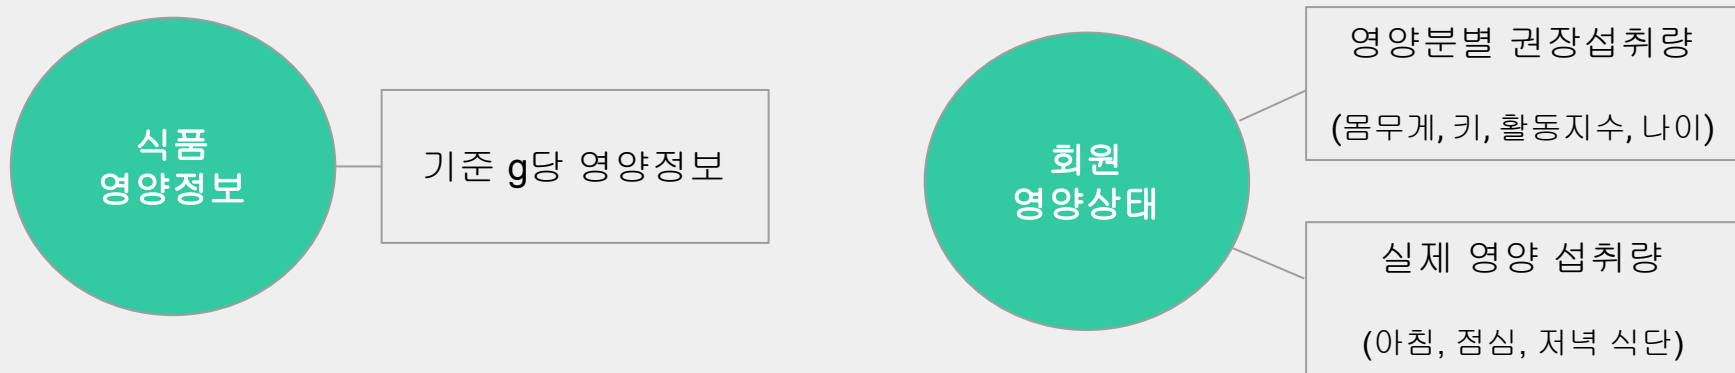 식품
영양정보
기준 g당 영양정보
회원
영양상태
영양분별 권장섭취량
(몸무게, 키, 활동지수, 나이)
실제 영양 섭취량
(아침, 점심, 저녁 식단)